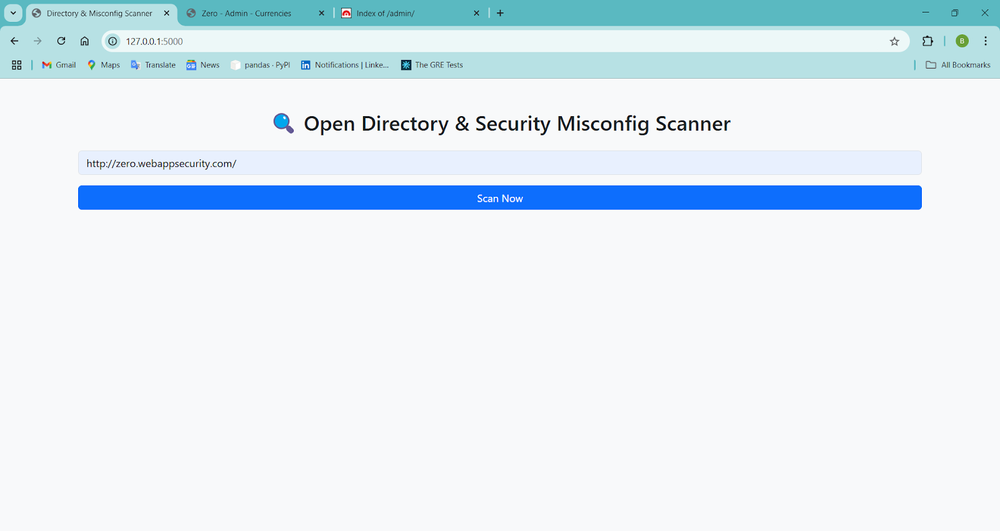 Directory & Misconfig Scanner
Zero - Admin - Currencies
Index of /admin/
127.0.0.1:5000
B
Gmail
Maps
Translate
News
pandas · PyPI
Notifications | Linke...
The GRE Tests
All Bookmarks
Open Directory & Security Misconfig Scanner
http://zero.webappsecurity.com/
Scan Now